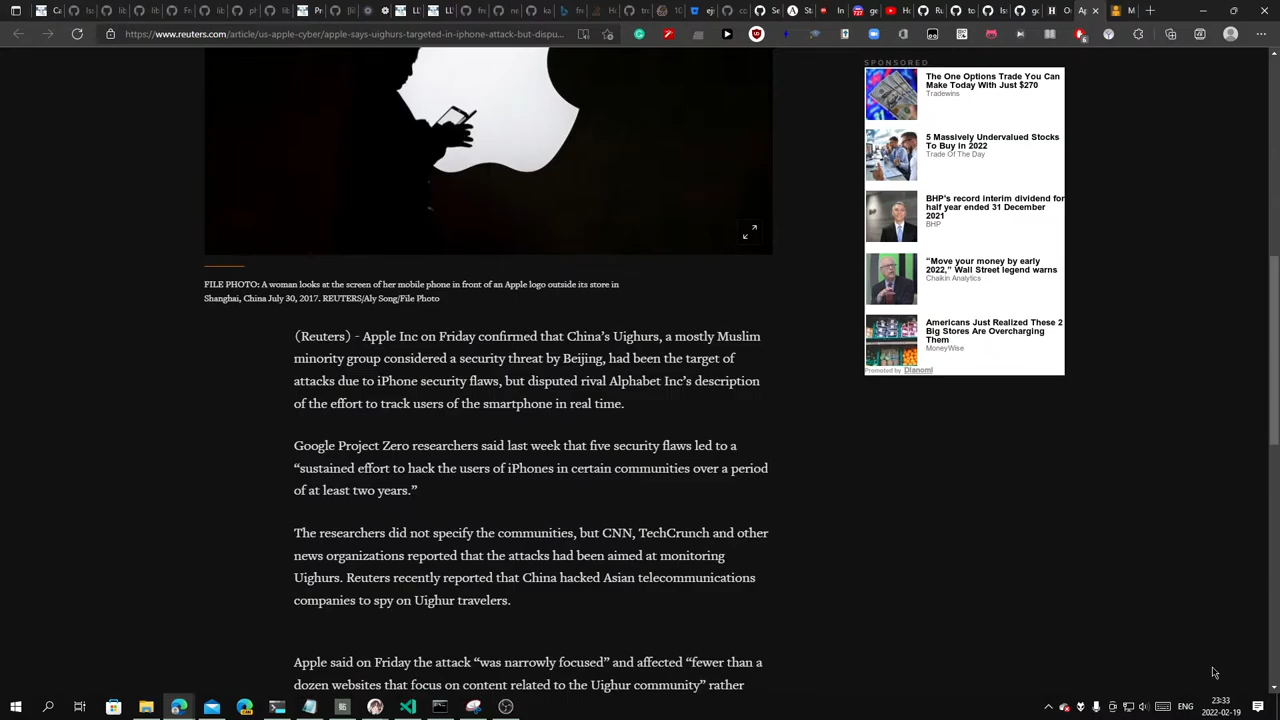 https://www.reuters.com/article/us-apple-cyber/apple-says-uighurs-targeted-in-iphone-attack-but-dispu...
SPONSORED
The One Options Trade You Can
Make Today With Just $270
Tradewins
5 Massively Undervalued Stocks
To Buy in 2022
Trade Of The Day
BHP's record interim dividend for
half year ended 31 December
2021
BHP
“Move your money by early
2022,” Wall Street legend warns
Chaikin Analytics
Americans Just Realized These 2
Big Stores Are Overcharging
Them
MoneyWise
Promoted by Dianomi
FILE PHOTO: A woman looks at the screen of her mobile phone in front of an Apple logo outside its store in
Shanghai, China July 30, 2017. REUTERS/Aly Song/File Photo
(Reuters) - Apple Inc on Friday confirmed that China’s Uighurs, a mostly Muslim
minority group considered a security threat by Beijing, had been the target of
attacks due to iPhone security flaws, but disputed rival Alphabet Inc’s description
of the effort to track users of the smartphone in real time.
Google Project Zero researchers said last week that five security flaws led to a
“sustained effort to hack the users of iPhones in certain communities over a period
of at least two years.”
The researchers did not specify the communities, but CNN, TechCrunch and other
news organizations reported that the attacks had been aimed at monitoring
Uighurs. Reuters recently reported that China hacked Asian telecommunications
companies to spy on Uighur travelers.
Apple said on Friday the attack “was narrowly focused” and affected “fewer than a
dozen websites that focus on content related to the Uighur community” rather
ENG
23:33
2022-02-19